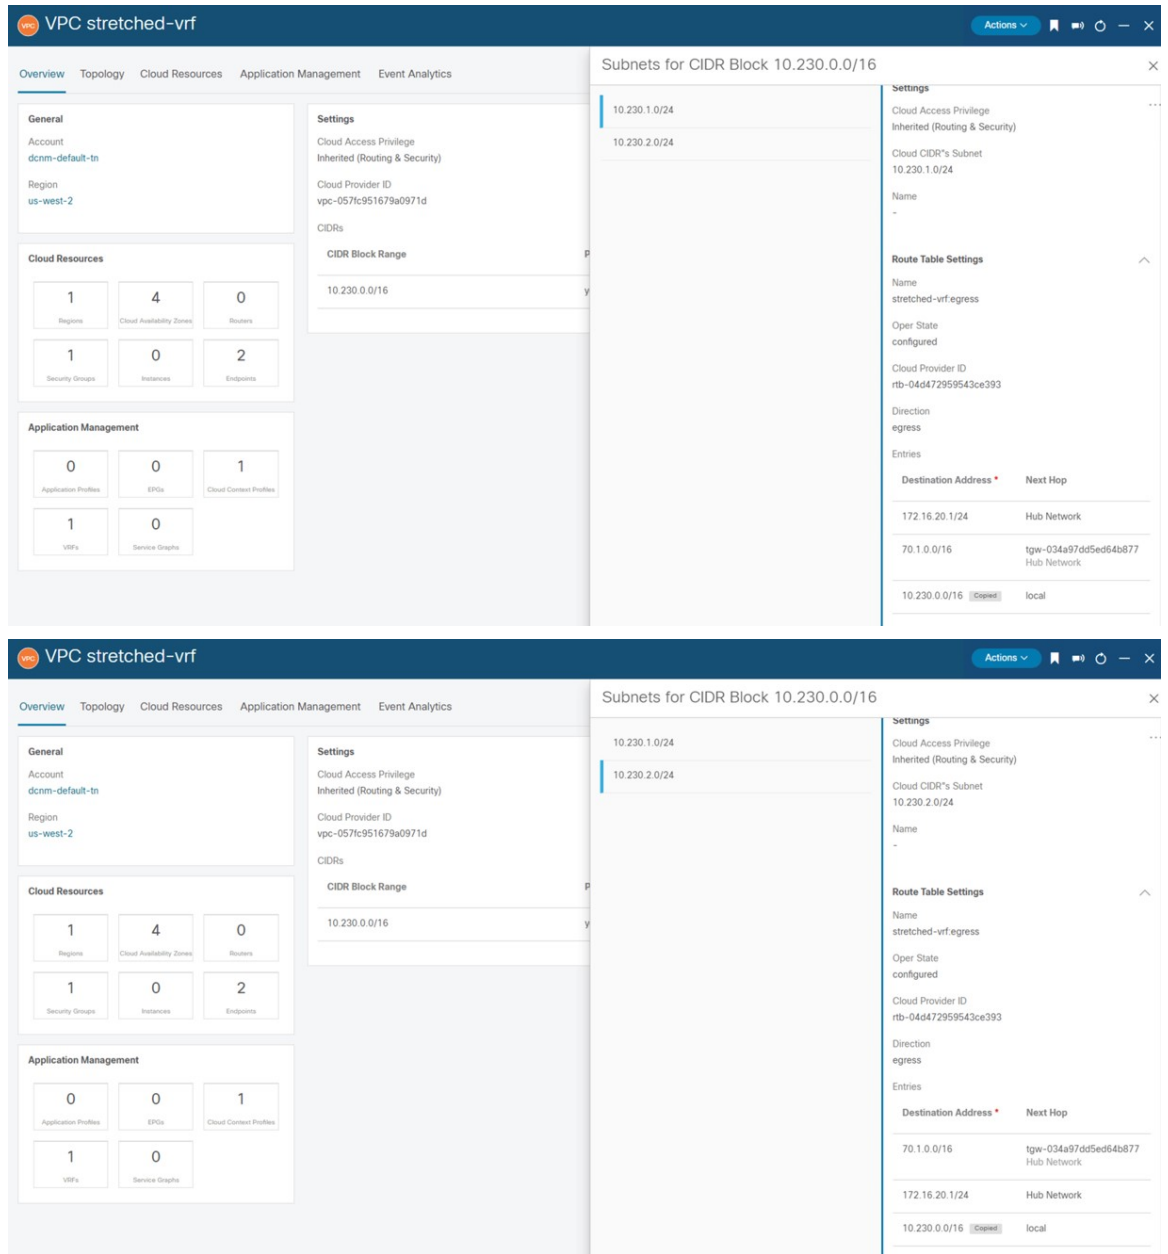 VPC VPC stretched-vrf
Actions
Overview Topology Cloud Resources Application Management Event Analytics
General
Account
dcnm-default-tn
Region
us-west-2
Cloud Resources
1 4 0
Regions Cloud Availability Zones Routers
1 0 2
Security Groups Instances Endpoints
Application Management
0 0 1
Application Profiles EPGs Cloud Context Profiles
1 0
VRFs Service Graphs
Settings
Cloud Access Privilege
Inherited (Routing & Security)
Cloud Provider ID
vpc-057fc951679a0971d
CIDRs
CIDR Block Range P
10.230.0.0/16 y
Subnets for CIDR Block 10.230.0.0/16
10.230.1.0/24
10.230.2.0/24
Settings
Cloud Access Privilege
Inherited (Routing & Security)
Cloud CIDR"s Subnet
10.230.1.0/24
Name
-
Route Table Settings
Name
stretched-vrf:egress
Oper State
configured
Cloud Provider ID
rtb-04d472959543ce393
Direction
egress
Entries
Destination Address * Next Hop
172.16.20.1/24 Hub Network
70.1.0.0/16 tgw-034a97dd5ed64b877
Hub Network
10.230.0.0/16 Copied local
VPC VPC stretched-vrf
Actions
Overview Topology Cloud Resources Application Management Event Analytics
General
Account
dcnm-default-tn
Region
us-west-2
Cloud Resources
1 4 0
Regions Cloud Availability Zones Routers
1 0 2
Security Groups Instances Endpoints
Application Management
0 0 1
Application Profiles EPGs Cloud Context Profiles
1 0
VRFs Service Graphs
Settings
Cloud Access Privilege
Inherited (Routing & Security)
Cloud Provider ID
vpc-057fc951679a0971d
CIDRs
CIDR Block Range P
10.230.0.0/16 y
Subnets for CIDR Block 10.230.0.0/16
10.230.1.0/24
10.230.2.0/24
Settings
Cloud Access Privilege
Inherited (Routing & Security)
Cloud CIDR"s Subnet
10.230.2.0/24
Name
-
Route Table Settings
Name
stretched-vrf:egress
Oper State
configured
Cloud Provider ID
rtb-04d472959543ce393
Direction
egress
Entries
Destination Address * Next Hop
70.1.0.0/16 tgw-034a97dd5ed64b877
Hub Network
172.16.20.1/24 Hub Network
10.230.0.0/16 Copied local